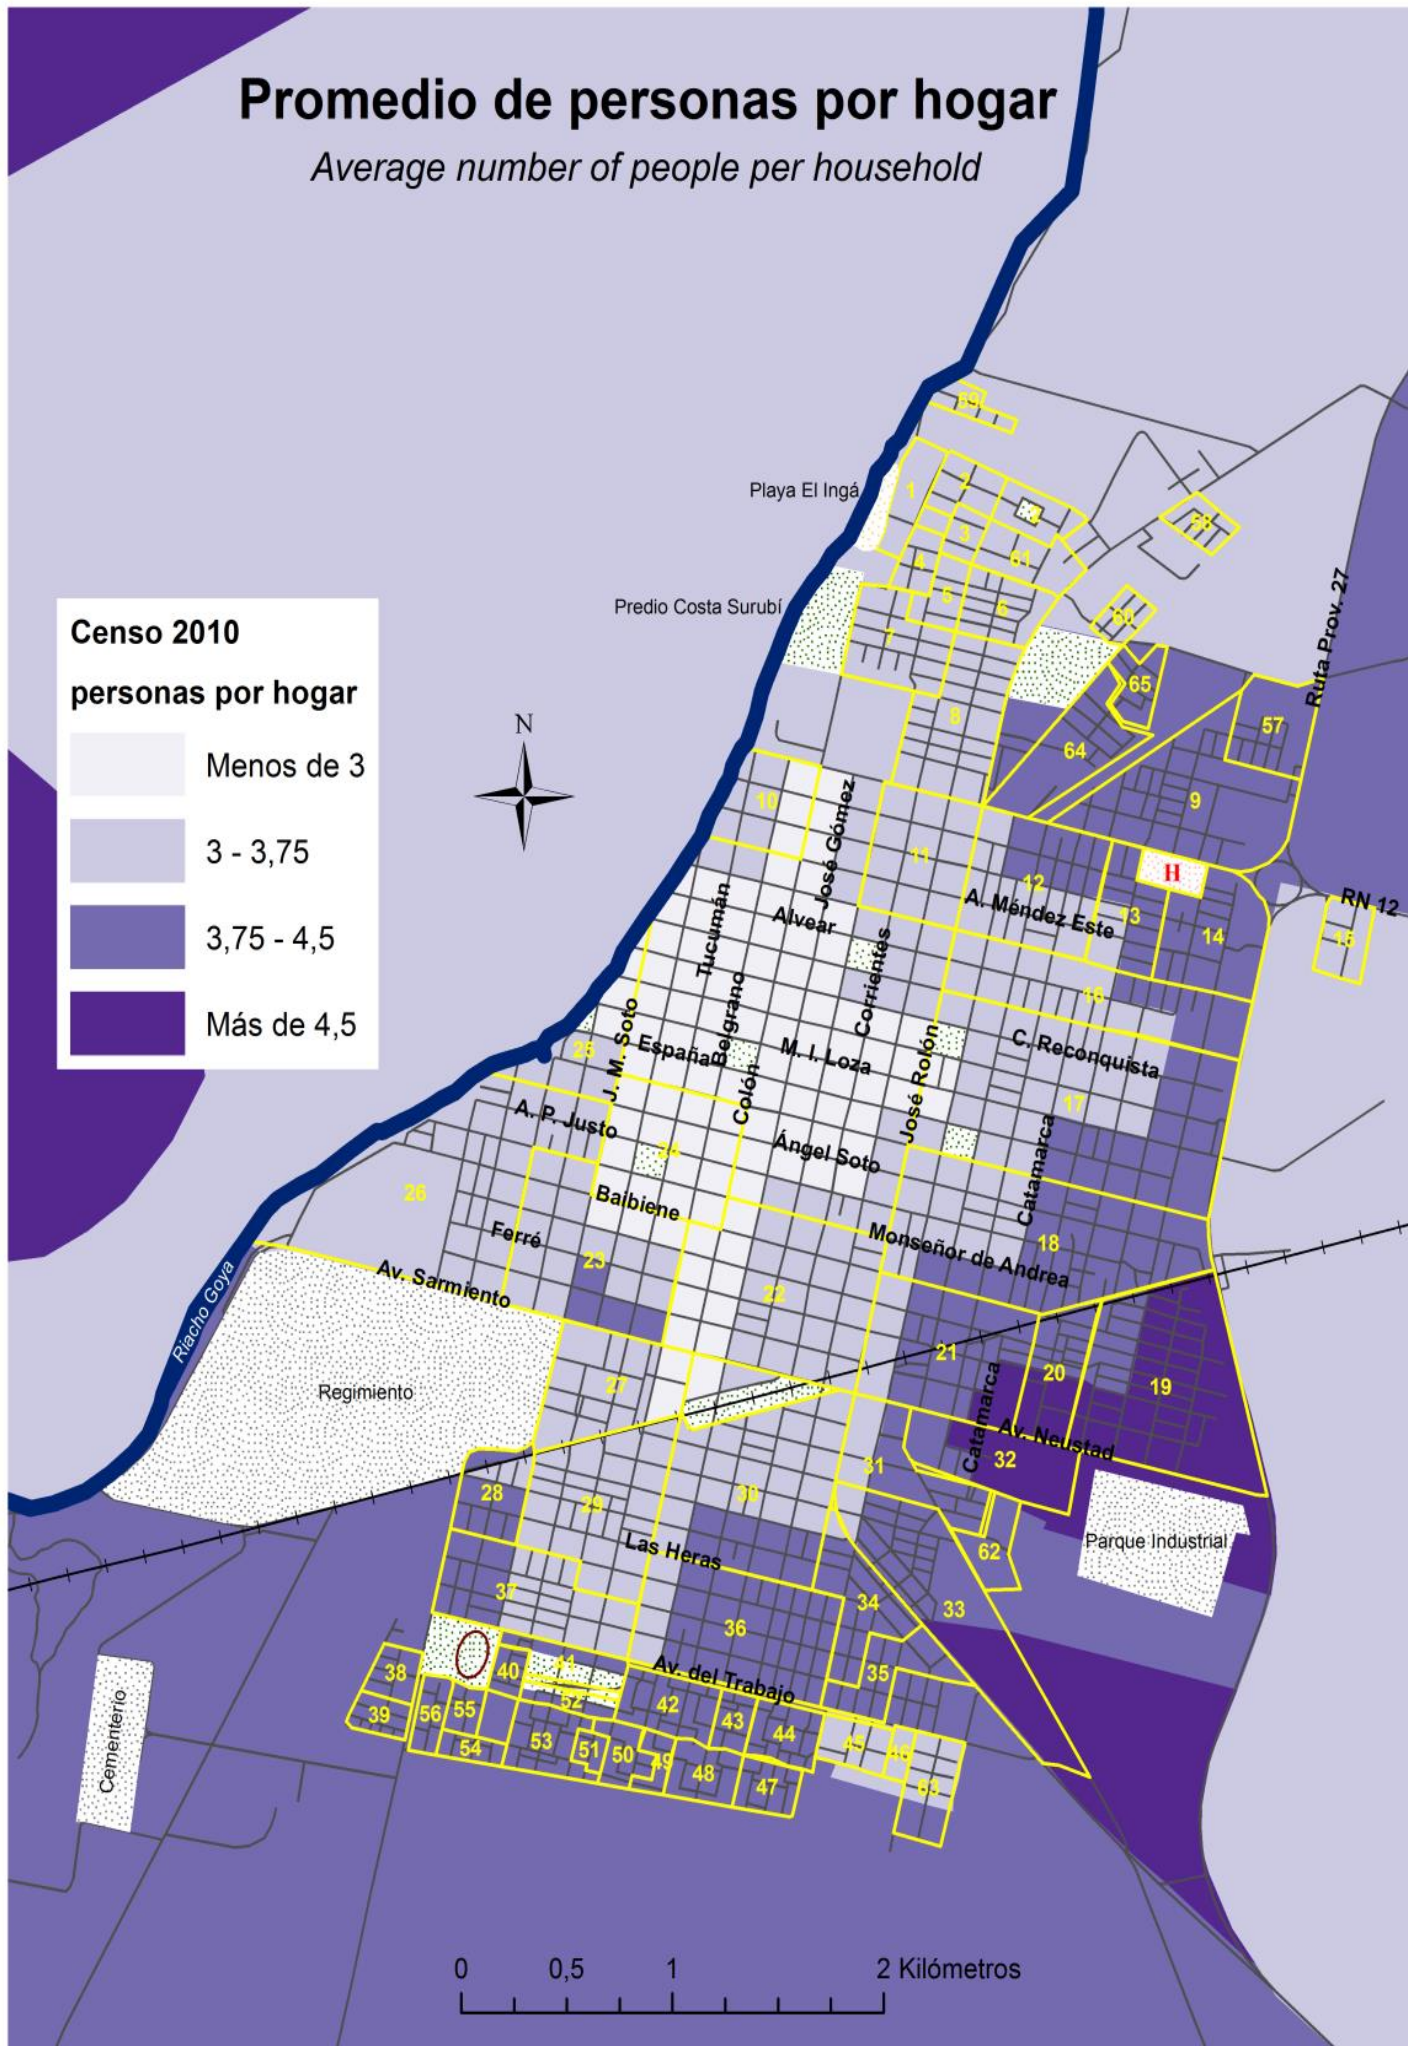 Promedio de personas por hogar
Average number of people per household
59
Playa El Ingá
1
2
3
4
61
58
Predio Costa Surubí
5
6
7
60
Ruta Prov. 27
Censo 2010
personas por hogar
Menos de 3
3 - 3,75
3,75 - 4,5
Más de 4,5
N
65
8
64
57
9
10
José Gómez
11
12
H
13
14
RN 12
15
A. Méndez Este
Alvear
Tucumán
Corrientes
16
Belgrano
J. M. Soto
España
25
M. I. Loza
José Rolón
C. Reconquista
17
Colón
A. P. Justo
24
Ángel Soto
Catamarca
26
Baibiene
Ferré
23
Monseñor de Andrea
18
Av. Sarmiento
22
Riacho Goya
Regimiento
27
21
20
19
Catamarca
Av. Neustad
32
31
28
29
30
Las Heras
Parque Industrial
62
37
34
33
36
35
Av. del Trabajo
38
40
41
39
56
55
52
42
43
44
45
46
54
53
51
50
49
48
47
63
Cementerio
0 0,5 1 2 Kilómetros